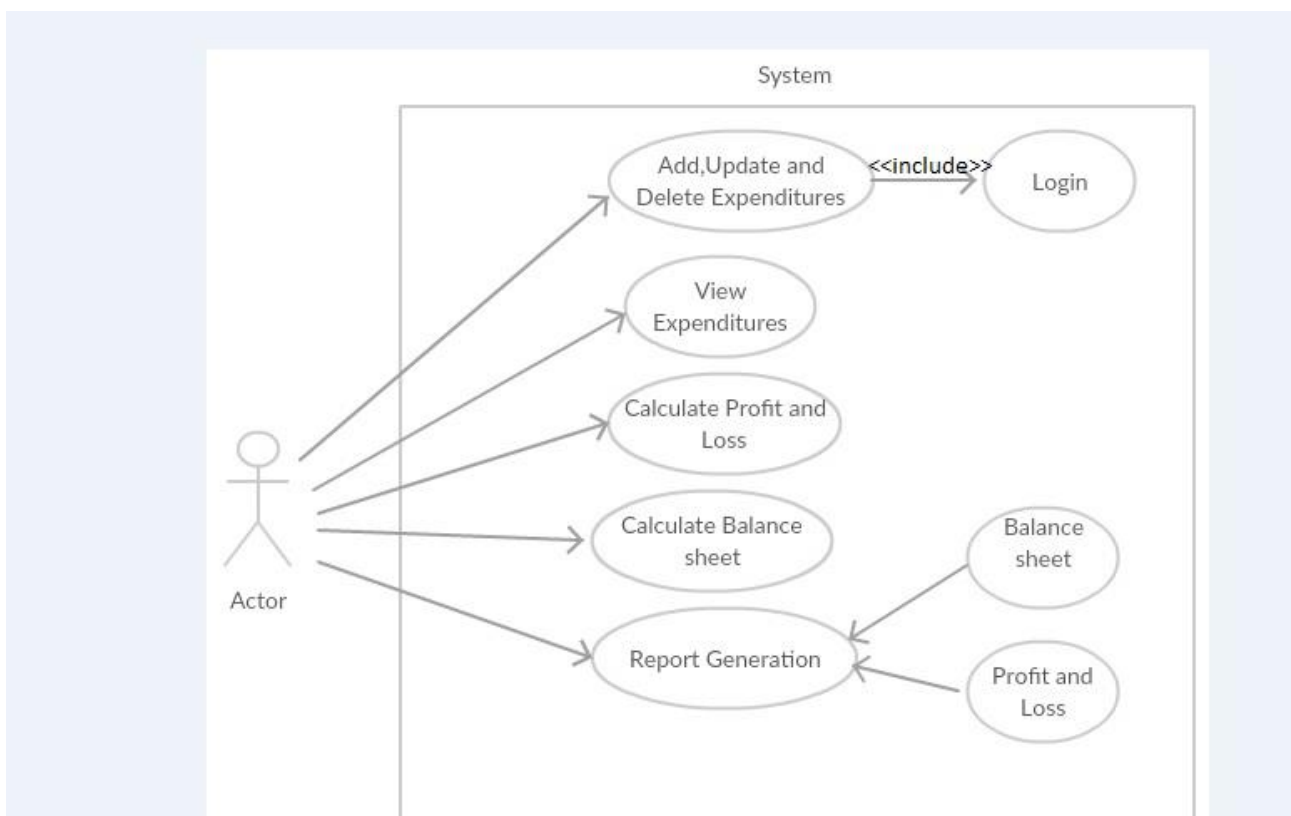 System
Add,Update and
Delete Expenditures
<<include>>
Login
View
Expenditures
Calculate Profit and
Loss
Calculate Balance
sheet
Balance
sheet
Actor
Report Generation
Profit and
Loss